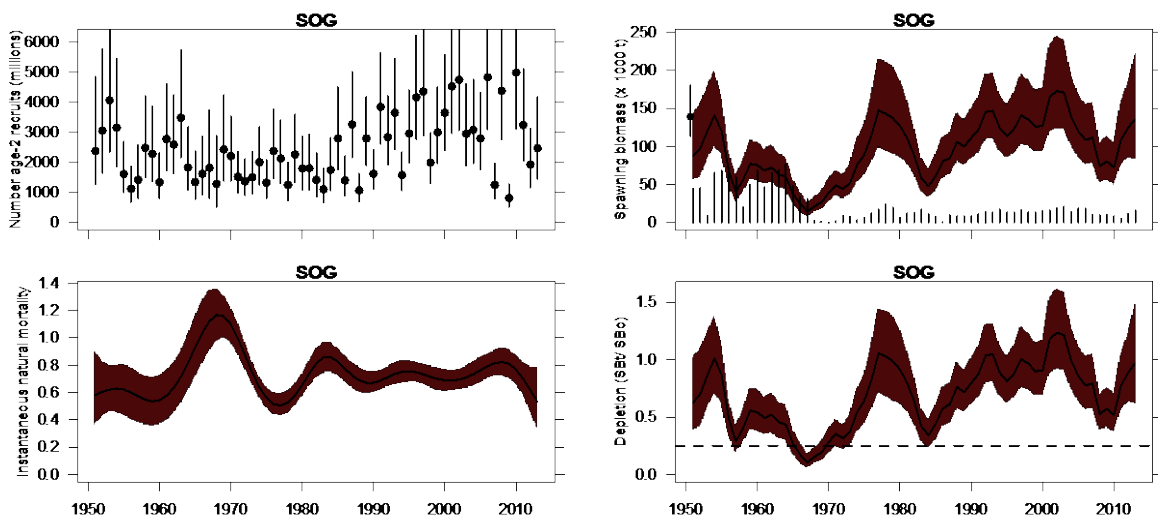 SOG
Number age-2 recruits (millions)
6000
5000
4000
3000
2000
1000
0
SOG
Spawning biomass (x 1000 t)
250
200
150
100
50
0
SOG
Instantaneous natural mortality
1.4
1.2
1.0
0.8
0.6
0.4
0.2
0.0
1950 1960 1970 1980 1990 2000 2010
SOG
Depletion (SBt/ SBo)
1.5
1.0
0.5
0.0
1950 1960 1970 1980 1990 2000 2010